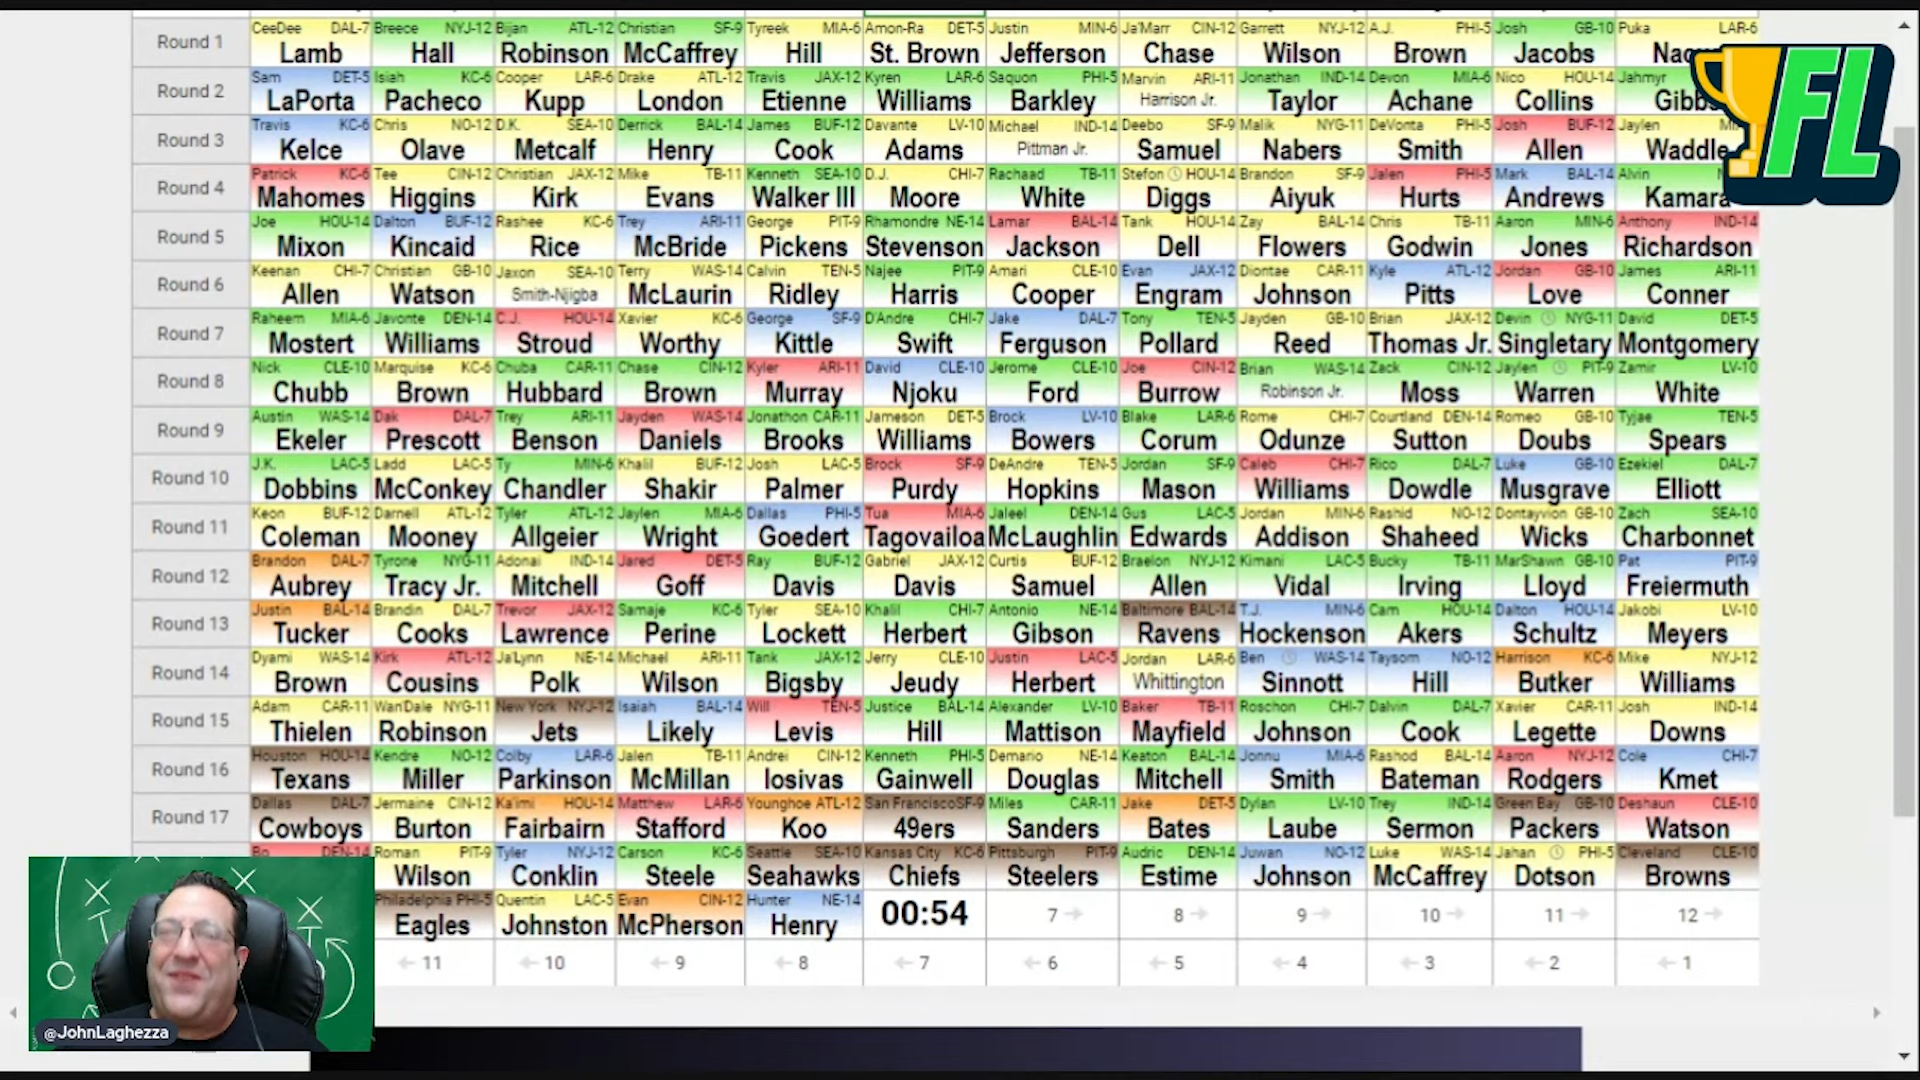 Round 1
CeeDee DAL-7 Breece NYJ-12 Bijan ATL-12 Christian SF-9 Tyreek MIA-6 Amon-Ra DET-5 Justin MIN-6 Ja'Marr CIN-12 Garrett NYJ-12 A.J. PHI-5 Josh GB-10 Puka LAR-6
Lamb Hall Robinson McCaffrey Hill St. Brown Jefferson Chase Wilson Brown Jacobs
FL
Round 2
Sam DET-5 Isiah KC-6 Cooper LAR-6 Drake ATL-12 Travis JAX-12 Kyren LAR-6 Saquon PHI-5 Marvin ARI-11 Jonathan IND-14 Devon MIA-6 Nico HOU-14 Jahmyr
LaPorta Pacheco Kupp London Etienne Williams Barkley Harrison Jr. Taylor Achane Collins Gibbs
Round 3
Travis KC-6 Chris NO-12 D.K. SEA-10 Derrick BAL-14 James BUF-12 Davante LV-10 Michael IND-14 Deebo SF-9 Malik NYG-11 DeVonta PHI-5 Josh BUF-12 Jaylen
Kelce Olave Metcalf Henry Cook Adams Pittman Jr. Samuel Nabers Smith Allen Waddle
Round 4
Patrick KC-6 Tee CIN-12 Christian JAX-12 Mike TB-11 Kenneth SEA-10 D.J. CHI-7 Rachaad TB-11 Stefon HOU-14 Brandon SF-9 Jalen PHI-5 Mark BAL-14 Alvin
Mahomes Higgins Kirk Evans Walker III Moore White Diggs Aiyuk Hurts Andrews Kamara
Round 5
Joe HOU-14 Dalton BUF-12 Rashee KC-6 Trey ARI-11 George PIT-9 Rhamondre NE-14 Lamar BAL-14 Tank HOU-14 Zay BAL-14 Chris TB-11 Aaron MIN-6 Anthony IND-14
Mixon Kincaid Rice McBride Pickens Stevenson Jackson Dell Flowers Godwin Jones Richardson
Round 6
Keenan CHI-7 Christian GB-10 Jaxon SEA-10 Terry WAS-14 Calvin TEN-5 Najee PIT-9 Amari CLE-10 Evan JAX-12 Diontae CAR-11 Kyle ATL-12 Jordan GB-10 James ARI-11
Allen Watson Smith-Njigba McLaurin Ridley Harris Cooper Engram Johnson Pitts Love Conner
Round 7
Raheem MIA-6 Javonte DEN-14 C.J. HOU-14 Xavier KC-6 George SF-9 D'Andre CHI-7 Jake DAL-7 Tony TEN-5 Jayden GB-10 Brian JAX-12 Devin NYG-11 David DET-5
Mostert Williams Stroud Worthy Kittle Swift Ferguson Pollard Reed Thomas Jr. Singletary Montgomery
Round 8
Nick CLE-10 Marquise KC-6 Chuba CAR-11 Chase CIN-12 Kyler ARI-11 David CLE-10 Jerome CLE-10 Joe CIN-12 Brian WAS-14 Zack CIN-12 Jaylen PIT-9 Zamir LV-10
Chubb Brown Hubbard Brown Murray Njoku Ford Burrow Robinson Jr. Moss Warren White
Round 9
Austin WAS-14 Dak DAL-7 Trey ARI-11 Jayden WAS-14 Jonathon CAR-11 Jameson DET-5 Brock LV-10 Blake LAR-6 Rome CHI-7 Courtland DEN-14 Romeo GB-10 Tyjae TEN-5
Ekeler Prescott Benson Daniels Brooks Williams Bowers Corum Odunze Sutton Doubs Spears
Round 10
J.K. LAC-5 Ladd LAC-5 Ty MIN-6 Khalil BUF-12 Josh LAC-5 Brock SF-9 DeAndre TEN-5 Jordan SF-9 Caleb CHI-7 Rico DAL-7 Luke GB-10 Ezekiel DAL-7
Dobbins McConkey Chandler Shakir Palmer Purdy Hopkins Mason Williams Dowdle Musgrave Elliott
Round 11
Keon BUF-12 Darnell ATL-12 Tyler ATL-12 Jaylen MIA-6 Dallas PHI-5 Tua MIA-6 Jaleel DEN-14 Gus LAC-5 Jordan MIN-6 Rashid NO-12 Dontayvion GB-10 Zach SEA-10
Coleman Mooney Allgeier Wright Goedert Tagovailoa McLaughlin Edwards Addison Shaheed Wicks Charbonnet
Round 12
Brandon DAL-7 Tyrone NYG-11 Adonai IND-14 Jared DET-5 Ray BUF-12 Gabriel JAX-12 Curtis BUF-12 Braelon NYJ-12 Kimani LAC-5 Bucky TB-11 MarShawn GB-10 Pat PIT-9
Aubrey Tracy Jr. Mitchell Goff Davis Davis Samuel Allen Vidal Irving Lloyd Freiermuth
Round 13
Justin BAL-14 Brandin DAL-7 Trevor JAX-12 Samaje KC-6 Tyler SEA-10 Khalil CHI-7 Antonio NE-14 Baltimore BAL-14 T.J. MIN-6 Cam HOU-14 Dalton HOU-14 Jakobi LV-10
Tucker Cooks Lawrence Perine Lockett Herbert Gibson Ravens Hockenson Akers Schultz Meyers
Round 14
Dyami WAS-14 Kirk ATL-12 Ja'Lynn NE-14 Michael ARI-11 Tank JAX-12 Jerry CLE-10 Justin LAC-5 Jordan LAR-6 Ben WAS-14 Taysom NO-12 Harrison KC-6 Mike NYJ-12
Brown Cousins Polk Wilson Bigsby Jeudy Herbert Whittington Sinnott Hill Butker Williams
Round 15
Adam CAR-11 Wan'Dale NYG-11 New York NYJ-12 Isaiah BAL-14 Will TEN-5 Justice BAL-14 Alexander LV-10 Baker TB-11 Roschon CHI-7 Dalvin DAL-7 Xavier CAR-11 Josh IND-14
Thielen Robinson Jets Likely Levis Hill Mattison Mayfield Johnson Cook Legette Downs
Round 16
Houston HOU-14 Kendre NO-12 Colby LAR-6 Jalen TB-11 Andrei CIN-12 Kenneth PHI-5 Demario NE-14 Keaton BAL-14 Jonnu MIA-6 Rashod BAL-14 Aaron NYJ-12 Cole CHI-7
Texans Miller Parkinson McMillan Iosivas Gainwell Douglas Mitchell Smith Bateman Rodgers Kmet
Round 17
Dallas DAL-7 Jermaine CIN-12 Ka'imi HOU-14 Matthew LAR-6 Younghoe ATL-12 San Francisco SF-9 Miles CAR-11 Jake DET-5 Dylan LV-10 Trey IND-14 Green Bay GB-10 Deshaun CLE-10
Cowboys Burton Fairbairn Stafford Koo 49ers Sanders Bates Laube Sermon Packers Watson
Bo DEN-14 Roman PIT-9 Tyler NYJ-12 Carson KC-6 Seattle SEA-10 Kansas City KC-6 Pittsburgh PIT-9 Audric DEN-14 Juwan NO-12 Luke WAS-14 Jahan PHI-5 Cleveland CLE-10
Wilson Conklin Steele Seahawks Chiefs Steelers Estime Johnson McCaffrey Dotson Browns
Philadelphia PHI-5 Quentin LAC-5 Evan CIN-12 Hunter NE-14
Eagles Johnston McPherson Henry 00:54 7 → 8 → 9 → 10 → 11 → 12 →
← 11 ← 10 ← 9 ← 8 ← 7 ← 6 ← 5 ← 4 ← 3 ← 2 ← 1
@JohnLaghezza